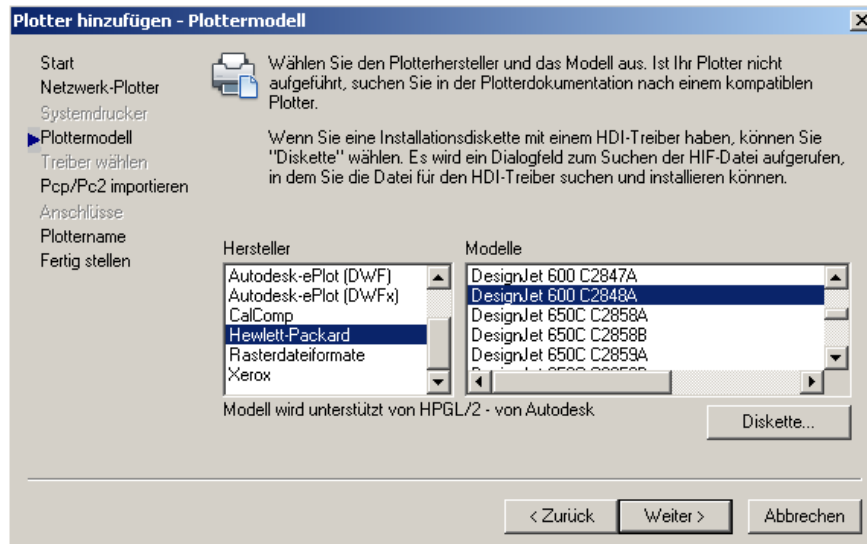 Plotter hinzufügen - Plottermodell
Start
Netzwerk-Plotter
Systemdrucker
Plottermodell
Treiber wählen
Pcp/Pc2 importieren
Anschlüsse
Plottername
Fertig stellen
Wählen Sie den Plotterhersteller und das Modell aus. Ist Ihr Plotter nicht
aufgeführt, suchen Sie in der Plotterdokumentation nach einem kompatiblen
Plotter.
Wenn Sie eine Installationsdiskette mit einem HDI-Treiber haben, können Sie
"Diskette" wählen. Es wird ein Dialogfeld zum Suchen der HIF-Datei aufgerufen,
in dem Sie die Datei für den HDI-Treiber suchen und installieren können.
Hersteller
Autodesk-ePlot (DWF)
Autodesk-ePlot (DWFx)
CalComp
Hewlett-Packard
Rasterdateiformate
Xerox
Modelle
DesignJet 600 C2847A
DesignJet 600 C2848A
DesignJet 650C C2858A
DesignJet 650C C2858B
DesignJet 650C C2859A
Modell wird unterstützt von HPGL/2 - von Autodesk
Diskette...
< Zurück
Weiter >
Abbrechen